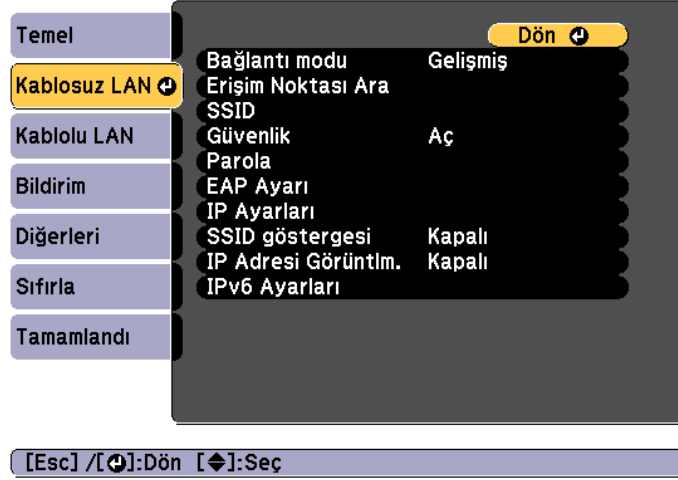 Temel
Kablosuz LAN
Kablolu LAN
Bildirim
Diğerleri
Sıfırla
Tamamlandı
Dön
Bağlantı modu Gelişmiş
Erişim Noktası Ara
SSID
Güvenlik Aç
Parola
EAP Ayarı
IP Ayarları
SSID göstergesi Kapalı
IP Adresi Görüntlm. Kapalı
IPv6 Ayarları
[Esc] /[ ]:Dön [ ]:Seç